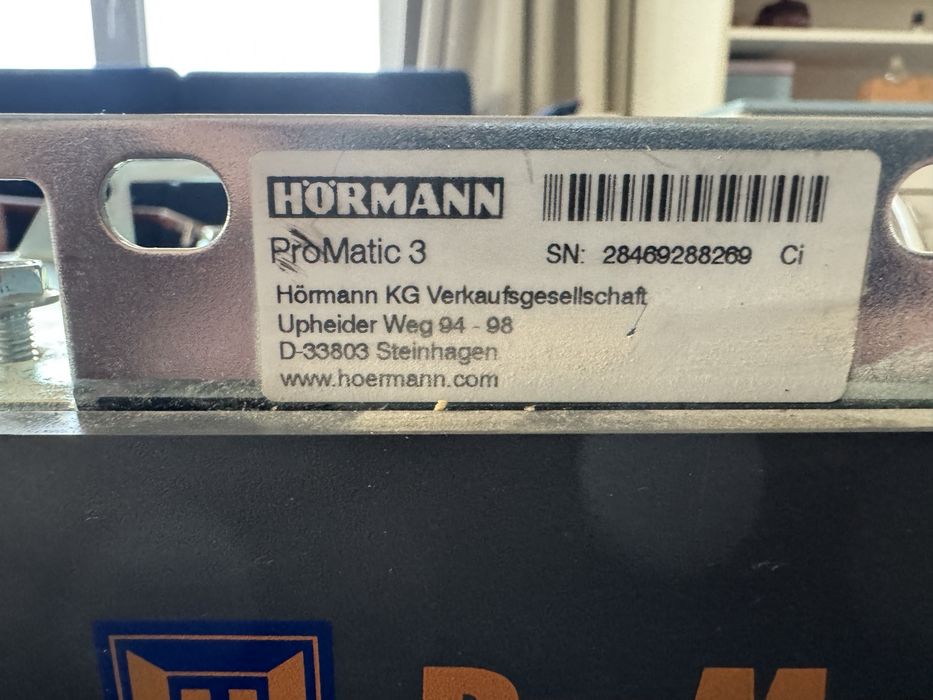 HÖRMANN
ProMatic 3 SN: 28469288269 Ci
Hörmann KG Verkaufsgesellschaft
Upheider Weg 94 - 98
D-33803 Steinhagen
www.hoermann.com